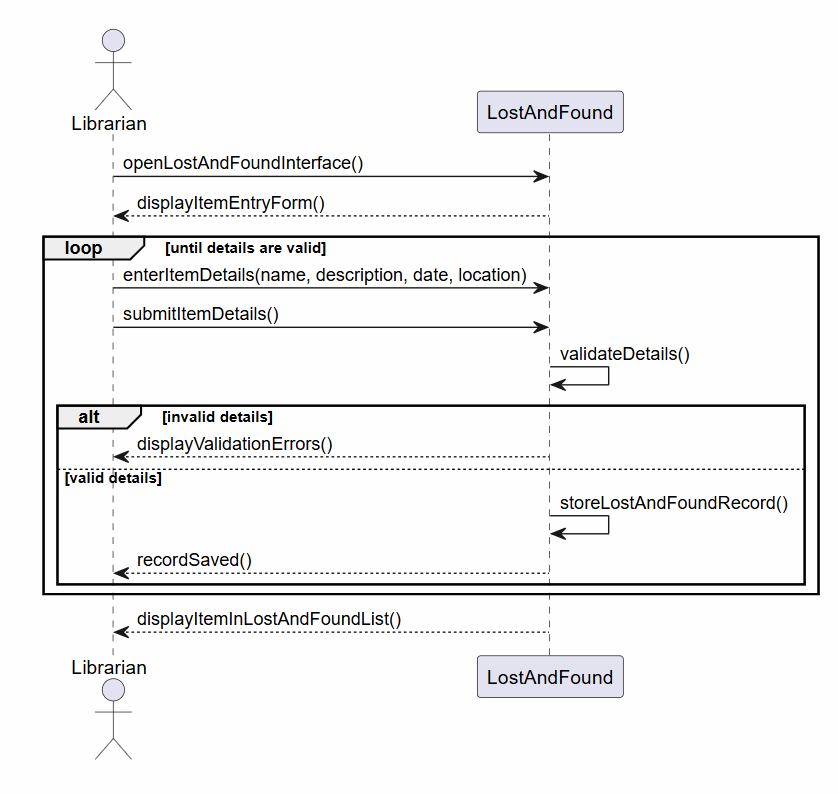 Librarian
LostAndFound
openLostAndFoundInterface()
displayItemEntryForm()
loop [until details are valid]
enterItemDetails(name, description, date, location)
submitItemDetails()
validateDetails()
alt [invalid details]
displayValidationErrors()
[valid details]
storeLostAndFoundRecord()
recordSaved()
displayItemInLostAndFoundList()
Librarian
LostAndFound